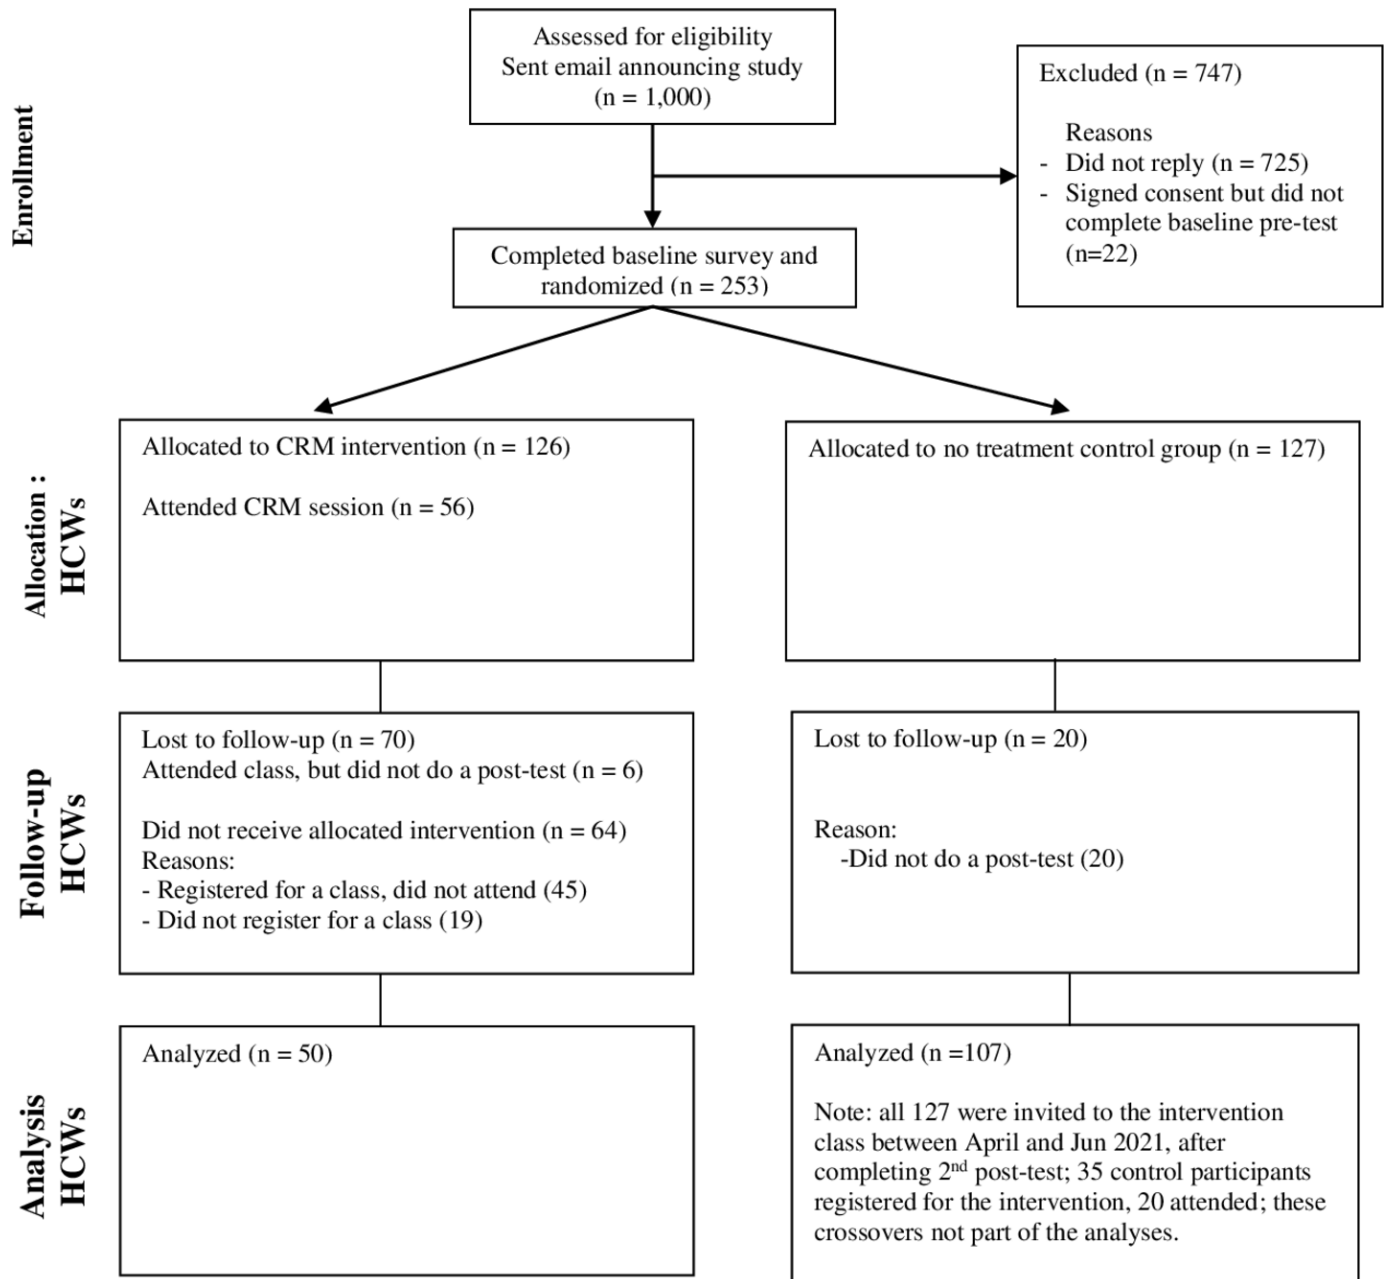 Enrollment
Assessed for eligibility
Sent email announcing study
(n = 1,000)
Excluded (n = 747)
Reasons
- Did not reply (n = 725)
- Signed consent but did not
complete baseline pre-test
(n=22)
Completed baseline survey and
randomized (n = 253)
Allocation :
HCWs
Allocated to CRM intervention (n = 126)
Attended CRM session (n = 56)
Allocated to no treatment control group (n = 127)
Follow-up
HCWs
Lost to follow-up (n = 70)
Attended class, but did not do a post-test (n = 6)
Did not receive allocated intervention (n = 64)
Reasons:
- Registered for a class, did not attend (45)
- Did not register for a class (19)
Lost to follow-up (n = 20)
Reason:
-Did not do a post-test (20)
Analysis
HCWs
Analyzed (n = 50)
Analyzed (n =107)
Note: all 127 were invited to the intervention
class between April and Jun 2021, after
completing 2nd post-test; 35 control participants
registered for the intervention, 20 attended; these
crossovers not part of the analyses.